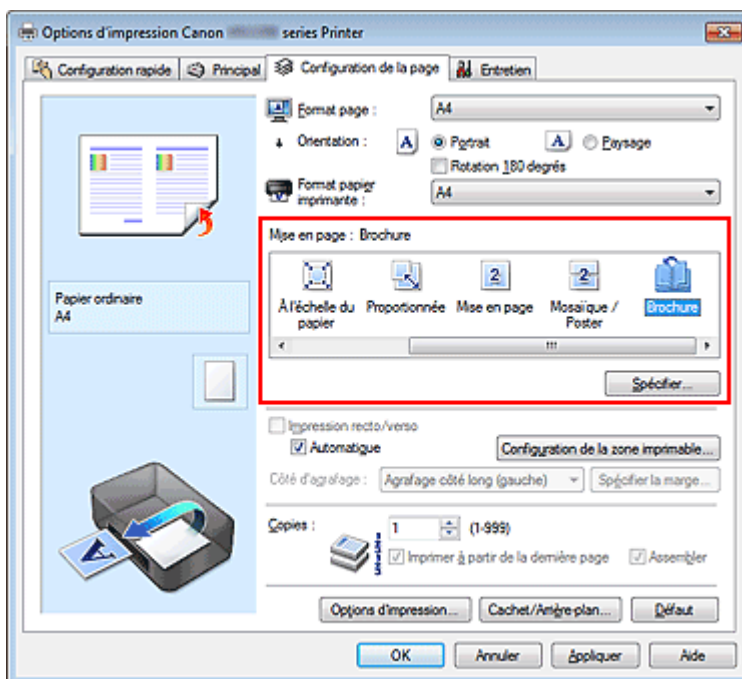 Options d'impression Canon series Printer
Configuration rapide Principal Configuration de la page Entretien
Format page : A4
Orientation : A Portrait A Paysage
Rotation 180 degrés
Format papier imprimante : A4
Mise en page : Brochure
À l'échelle du papier Proportionnée Mise en page Mosaïque / Poster Brochure
Spécifier...
Papier ordinaire
A4
Impression recto/verso
Automatique Configuration de la zone imprimable...
Côté d'agrafage : Agrafage côté long (gauche) Spécifier la marge...
Copies : 1 (1-999)
Imprimer à partir de la dernière page Assembler
Options d'impression... Cachet/Arrière-plan... Défaut
OK Annuler Appliquer Aide